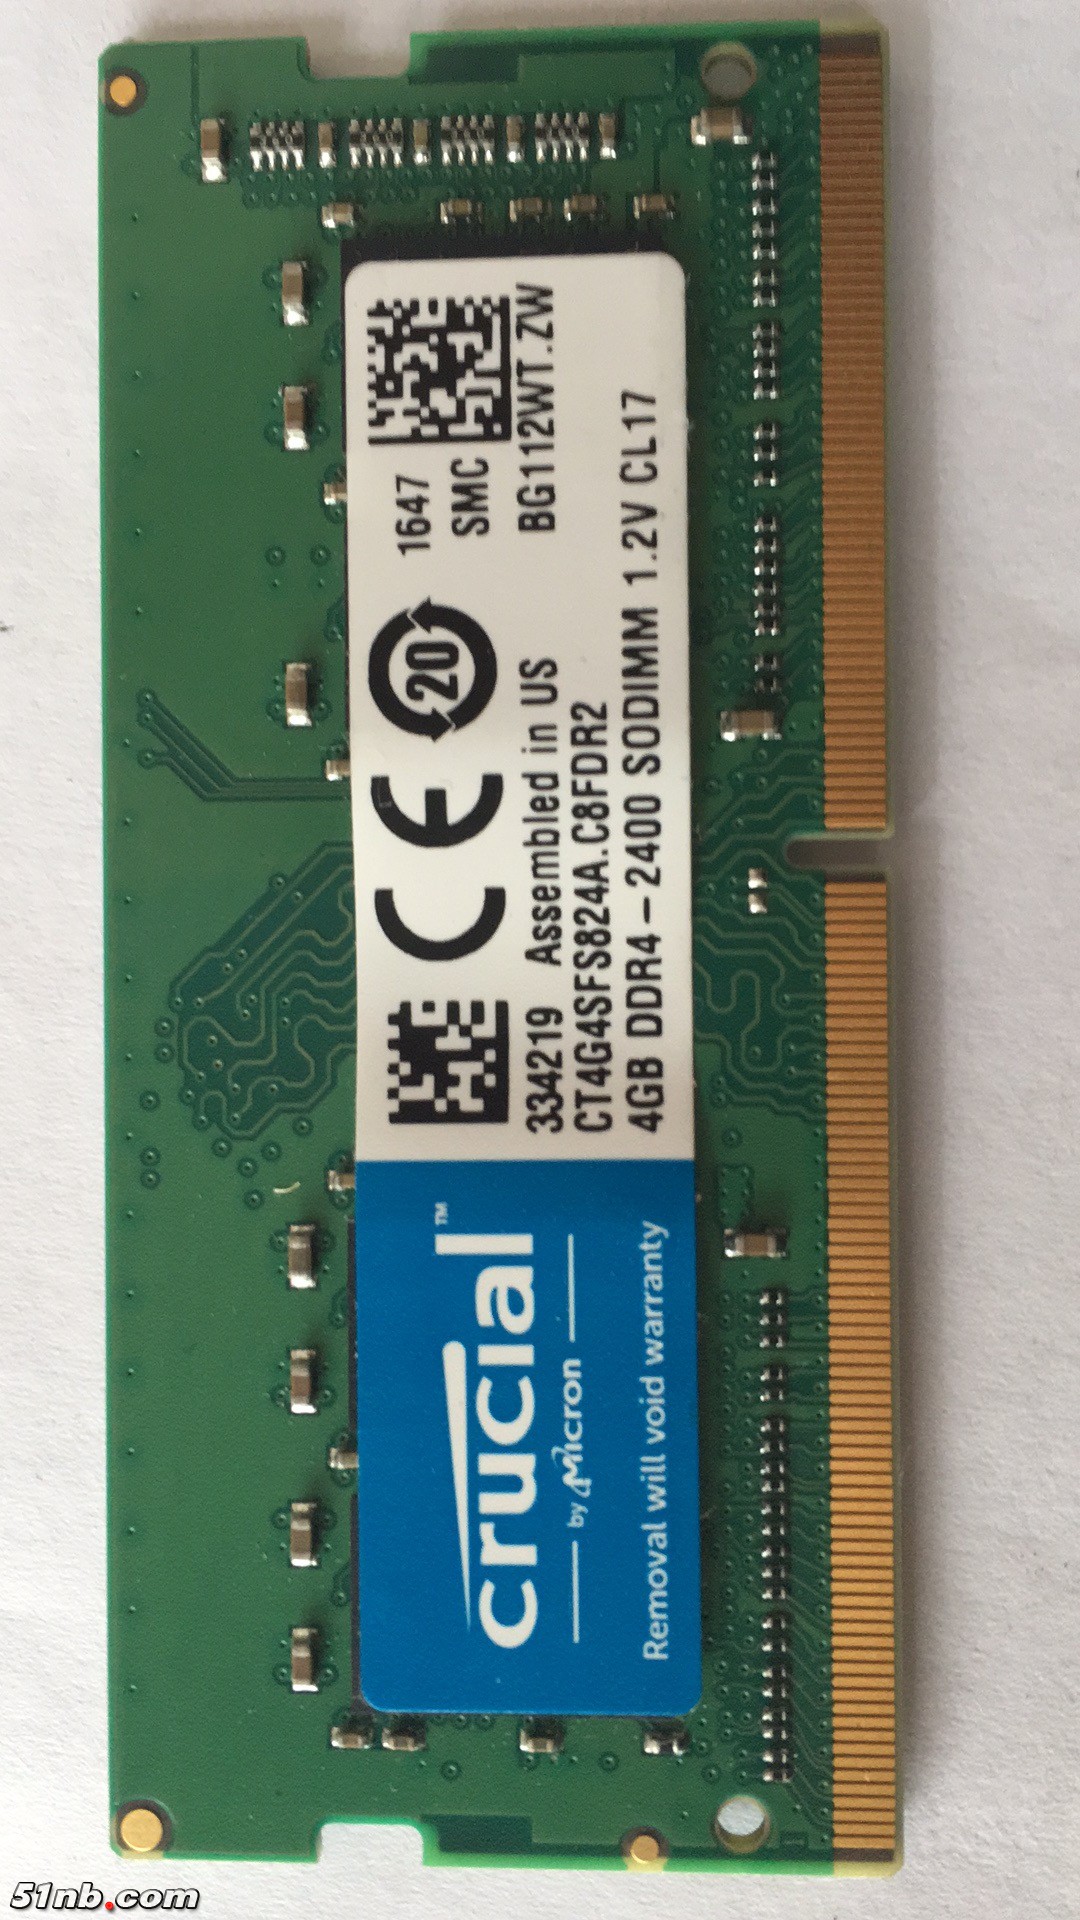 crucial™
by Micron
Removal will void warranty
1647
SMC
BG112WT.ZW
20
CE
334219 Assembled in US
CT4G4SFS824A.C8FDR2
4GB DDR4-2400 SODIMM 1.2V CL17
51nb.com